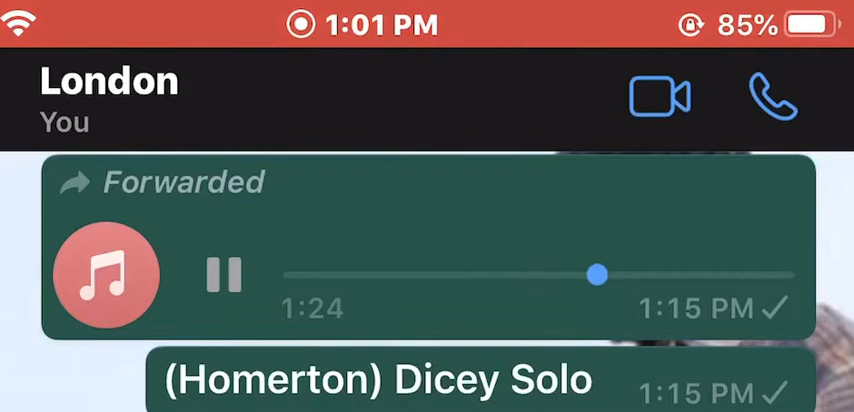 1:01 PM 85%
London
You
Forwarded
1:24 1:15 PM
(Homerton) Dicey Solo 1:15 PM